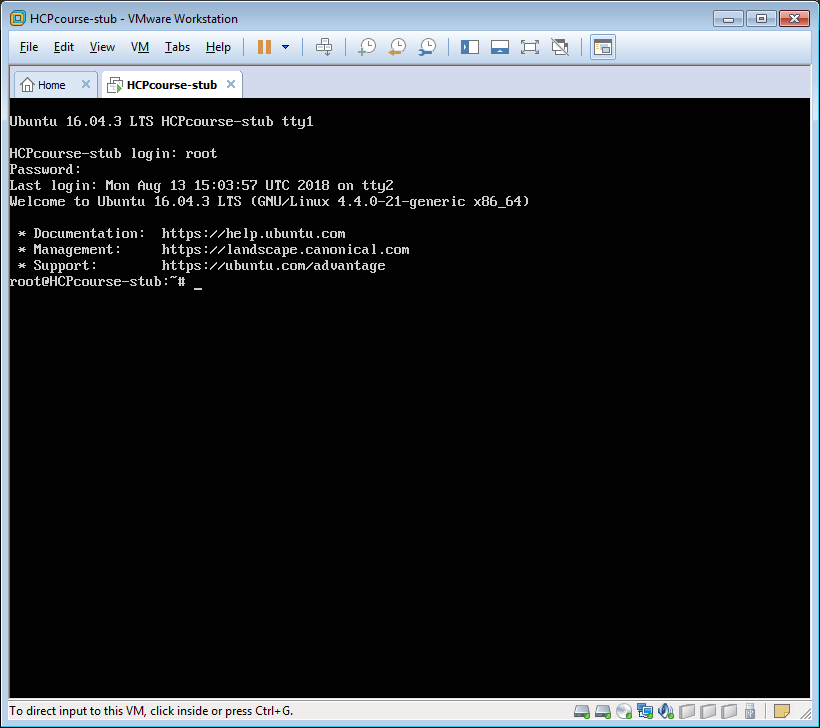 HCPcourse-stub - VMware Workstation
File Edit View VM Tabs Help
Home HCPcourse-stub
Ubuntu 16.04.3 LTS HCPcourse-stub tty1
HCPcourse-stub login: root
Password:
Last login: Mon Aug 13 15:03:57 UTC 2018 on tty2
Welcome to Ubuntu 16.04.3 LTS (GNU/Linux 4.4.0-21-generic x86_64)
* Documentation: https://help.ubuntu.com
* Management: https://landscape.canonical.com
* Support: https://ubuntu.com/advantage
root@HCPcourse-stub:~# _
To direct input to this VM, click inside or press Ctrl+G.